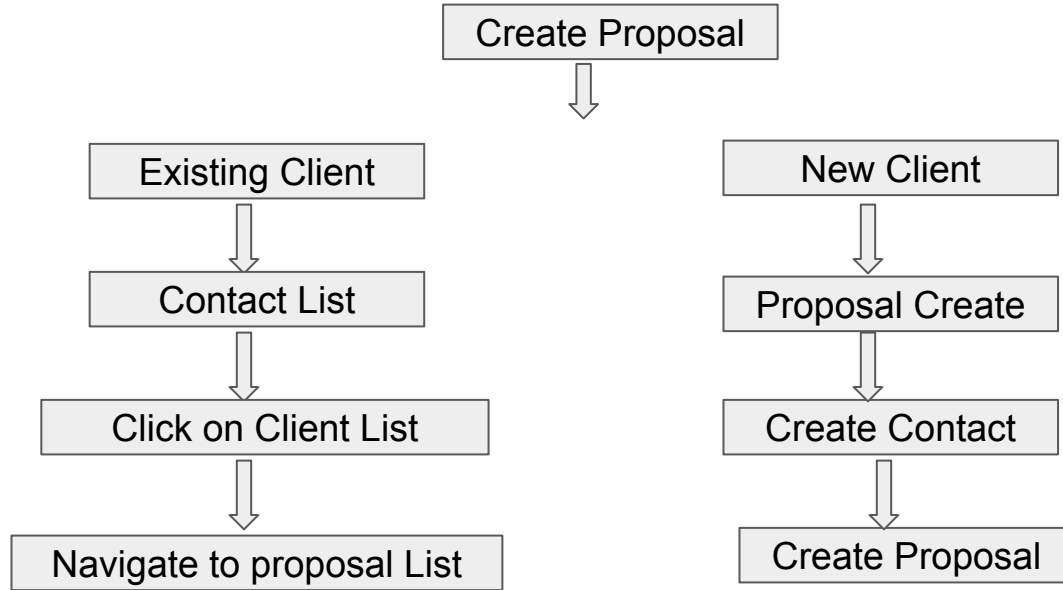 Create Proposal
Existing Client
New Client
Contact List
Proposal Create
Click on Client List
Create Contact
Navigate to proposal List
Create Proposal